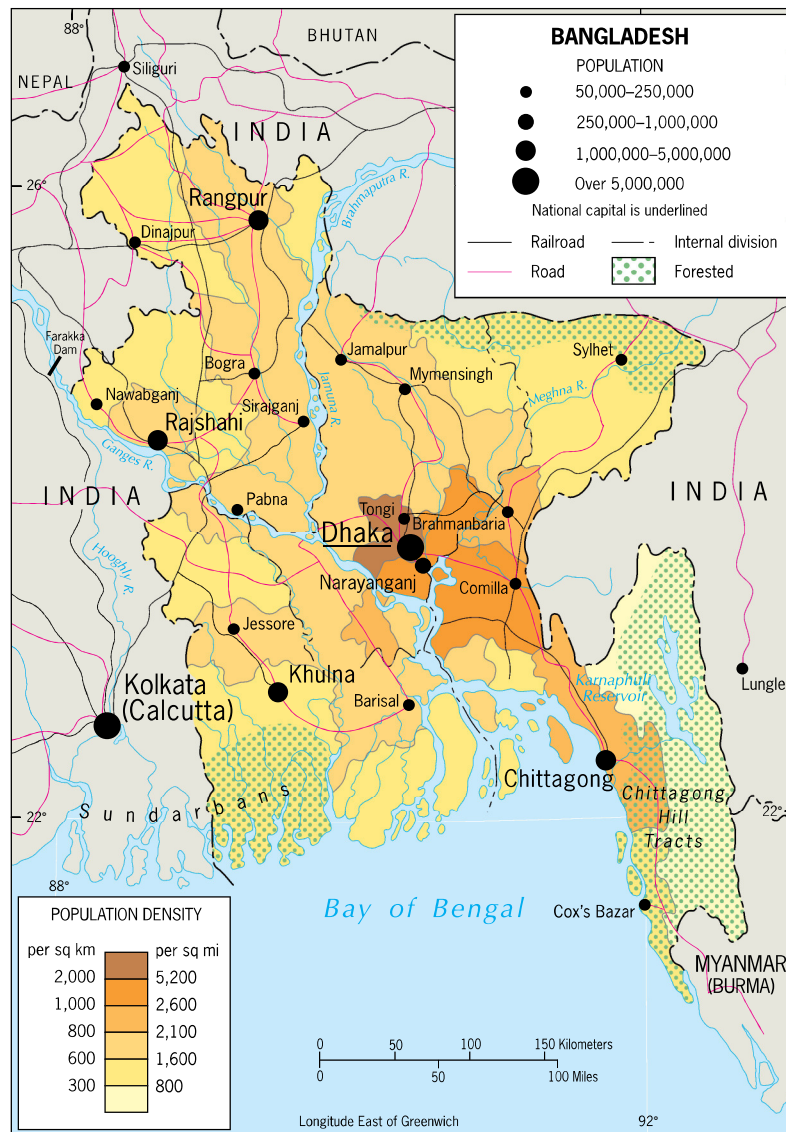 88°
BHUTAN
NEPAL
Siliguri
INDIA
BANGLADESH
POPULATION
50,000–250,000
250,000–1,000,000
1,000,000–5,000,000
Over 5,000,000
National capital is underlined
Railroad
Internal division
Road
Forested
26°
Rangpur
Brahmaputra R.
Dinajpur
Farakka
Dam
Jamalpur
Sylhet
Bogra
Mymensingh
Jamuna R.
Meghna R.
Nawabganj
Sirajganj
Rajshahi
Ganges R.
INDIA
Pabna
INDIA
Tongi
Brahmanbaria
Dhaka
Hooghly R.
Narayanganj
Comilla
Jessore
Khulna
Karnaphuli
Reservoir
Lungle
Kolkata
(Calcutta)
Barisal
Chittagong
Sundarbans
Chittagong
Hill
Tracts
22°
22°
88°
Bay of Bengal
Cox's Bazar
MYANMAR
(BURMA)
POPULATION DENSITY
per sq km
per sq mi
2,000
5,200
1,000
2,600
800
2,100
600
1,600
300
800
0 50 100 150 Kilometers
0 50 100 Miles
Longitude East of Greenwich
92°